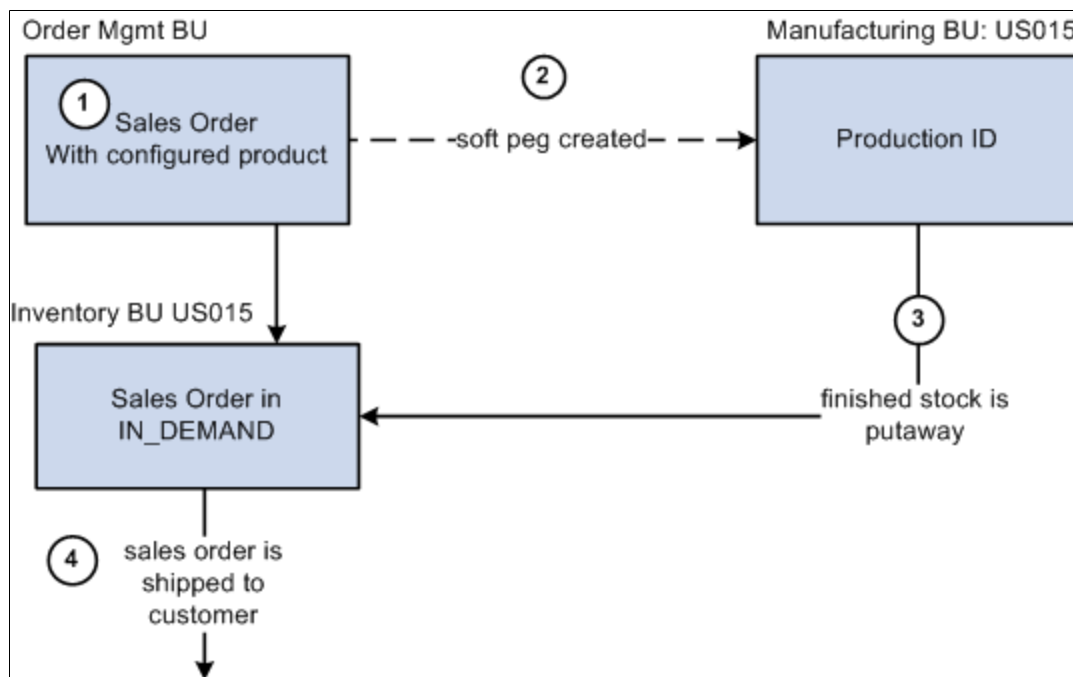 Order Mgmt BU
Manufacturing BU: US015
1
Sales Order
With configured product
2
soft peg created
Production ID
Inventory BU US015
3
Sales Order in
IN_DEMAND
finished stock is
putaway
4
sales order is
shipped to
customer